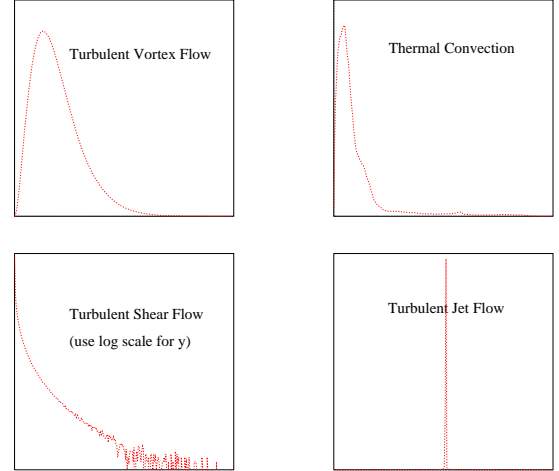 Turbulent Vortex Flow
Thermal Convection
Turbulent Shear Flow
(use log scale for y)
Turbulent Jet Flow